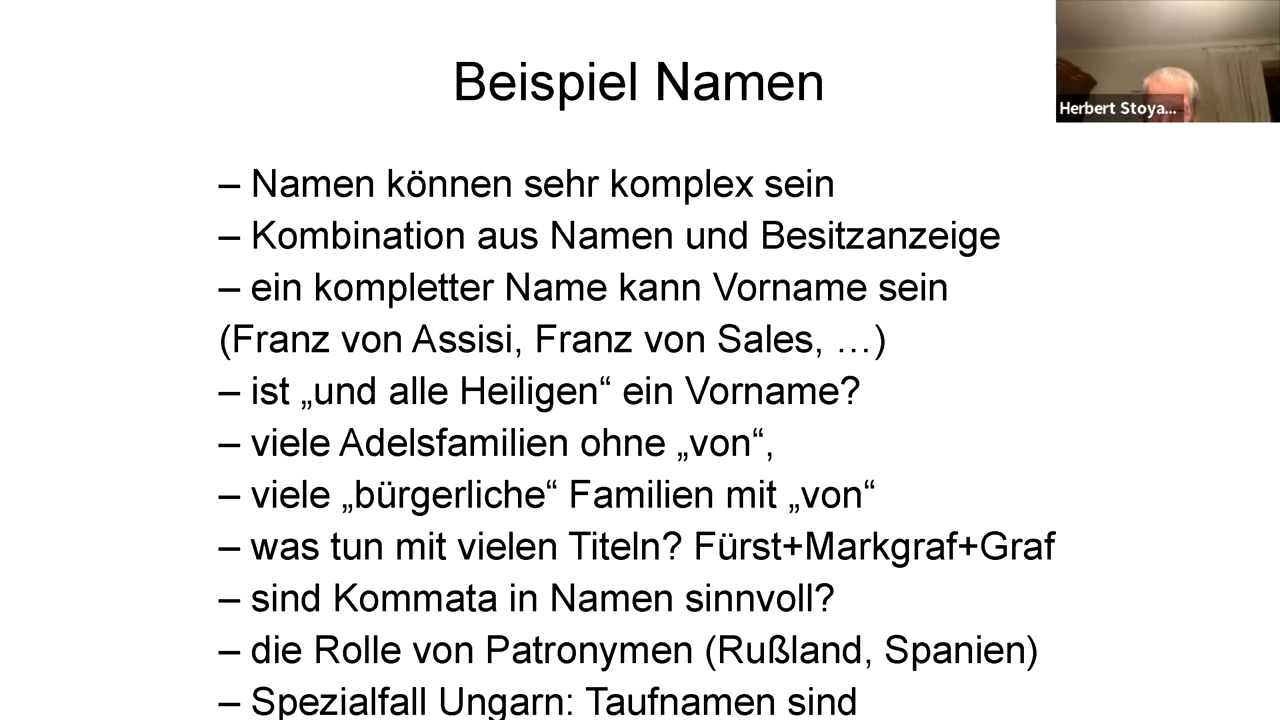 Beispiel Namen
Herbert Stoya...
– Namen können sehr komplex sein
– Kombination aus Namen und Besitzanzeige
– ein kompletter Name kann Vorname sein
(Franz von Assisi, Franz von Sales, …)
– ist „und alle Heiligen“ ein Vorname?
– viele Adelsfamilien ohne „von“,
– viele „bürgerliche“ Familien mit „von“
– was tun mit vielen Titeln? Fürst+Markgraf+Graf
– sind Kommata in Namen sinnvoll?
– die Rolle von Patronymen (Rußland, Spanien)
– Spezialfall Ungarn: Taufnamen sind